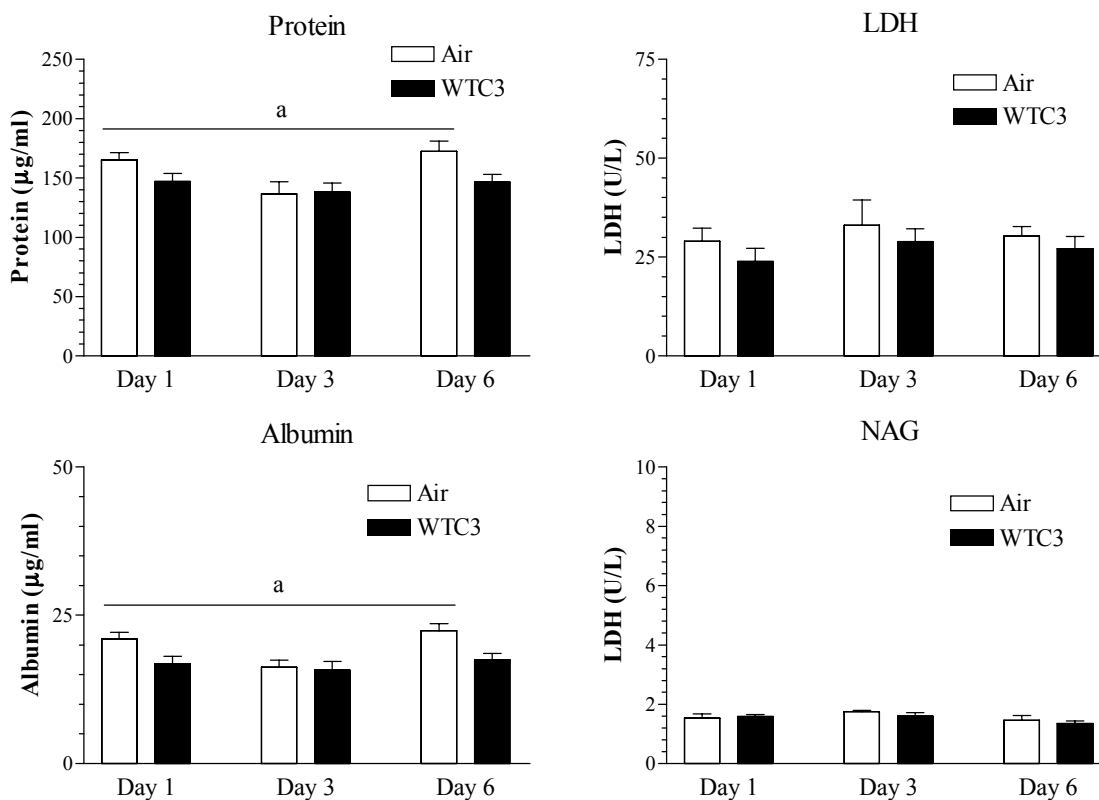 Protein
Air
WTC3
a
Protein (µg/ml)
250
200
150
100
50
0
Day 1 Day 3 Day 6
LDH
Air
WTC3
LDH (U/L)
75
50
25
0
Day 1 Day 3 Day 6
Albumin
Air
WTC3
a
Albumin (µg/ml)
50
25
0
Day 1 Day 3 Day 6
NAG
Air
WTC3
LDH (U/L)
10
8
6
4
2
0
Day 1 Day 3 Day 6